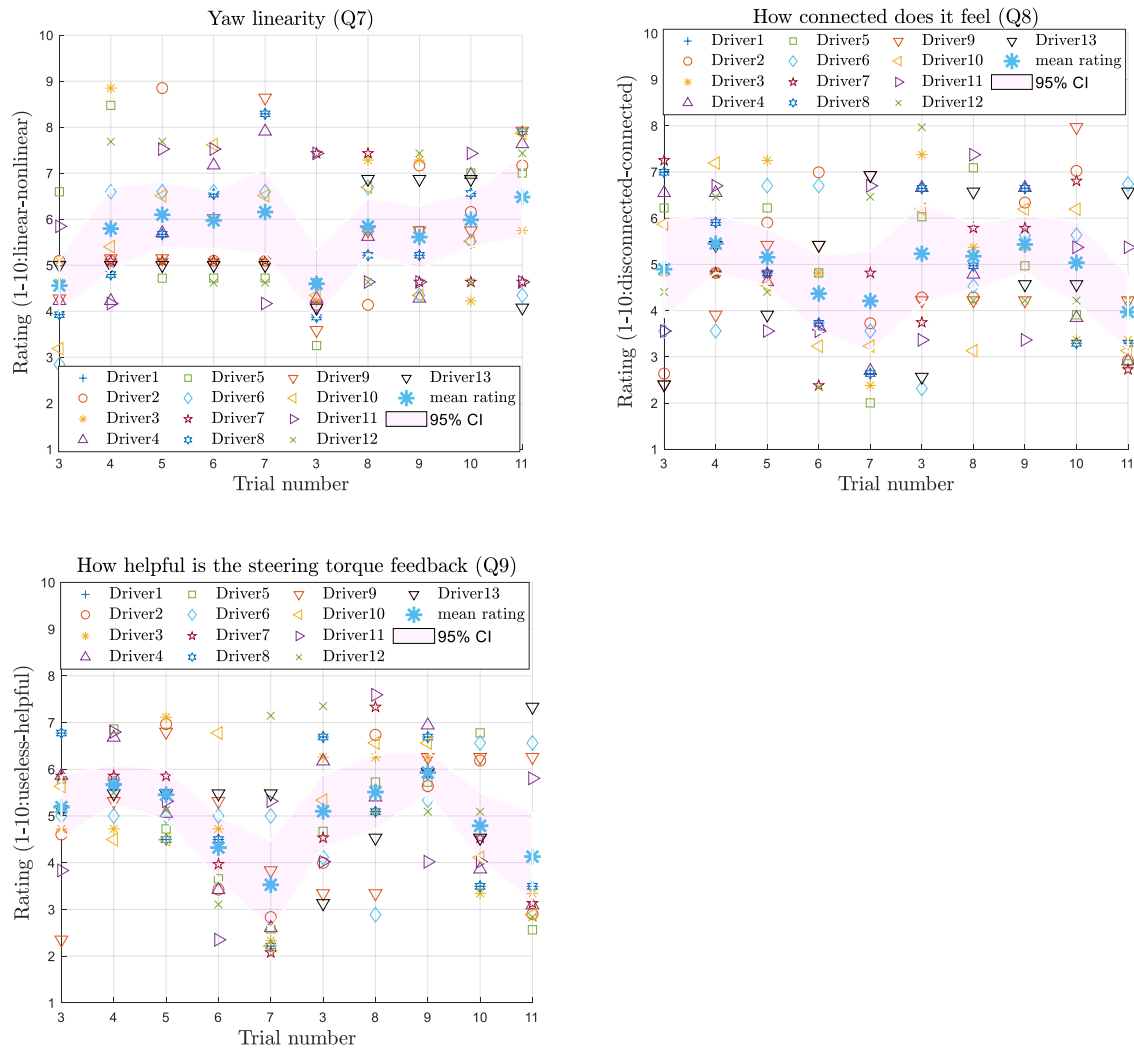 Yaw linearity (Q7)
10
9
8
7
6
5
4
3
2
1
Rating (1-10:linear-nonlinear)
Driver1 Driver5 Driver9 Driver13
Driver2 Driver6 Driver10 mean rating
Driver3 Driver7 Driver11 95% CI
Driver4 Driver8 Driver12
3 4 5 6 7 3 8 9 10 11
Trial number
How connected does it feel (Q8)
10
9
8
7
6
5
4
3
2
1
Rating (1-10:disconnected-connected)
Driver1 Driver5 Driver9 Driver13
Driver2 Driver6 Driver10 mean rating
Driver3 Driver7 Driver11 95% CI
Driver4 Driver8 Driver12
3 4 5 6 7 3 8 9 10 11
Trial number
How helpful is the steering torque feedback (Q9)
10
9
8
7
6
5
4
3
2
1
Rating (1-10:useless-helpful)
Driver1 Driver5 Driver9 Driver13
Driver2 Driver6 Driver10 mean rating
Driver3 Driver7 Driver11 95% CI
Driver4 Driver8 Driver12
3 4 5 6 7 3 8 9 10 11
Trial number